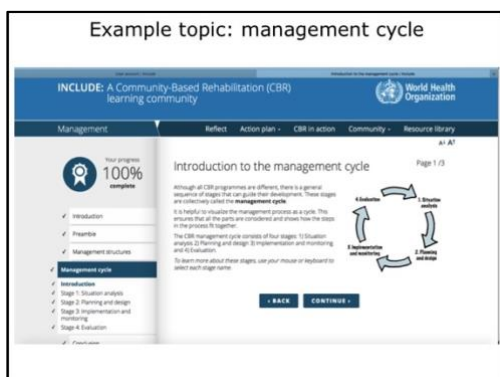 Example topic: management cycle
INCLUDE: A Community-Based Rehabilitation (CBR)
learning community
World Health
Organization
Management
Reflect
Action plan
CBR in action
Community
Resource library
A A
Your progress
100%
complete
Introduction
Preamble
Management structures
Management cycle
Introduction
Stage 1: Situation analysis
Stage 2: Planning and design
Stage 3: Implementation and
monitoring
Stage 4: Evaluation
Introduction to the management cycle
Page 1 /3
Although all CBR programmes are different, there is a general
sequence of stages that can guide their development. These stages
are collectively called the management cycle.
It is helpful to visualize the management process as a cycle. This
ensures that all the parts are considered and shows how the steps
in the process fit together.
The CBR management cycle consists of four stages: 1) Situation
analysis 2) Planning and design 3) Implementation and monitoring
and 4) Evaluation.
To learn more about these stages, use your mouse or keyboard to
select each stage name.
4. Evaluation
1. Situation
analysis
3. Implementation
and monitoring
2. Planning
and design
‹ BACK
CONTINUE ›